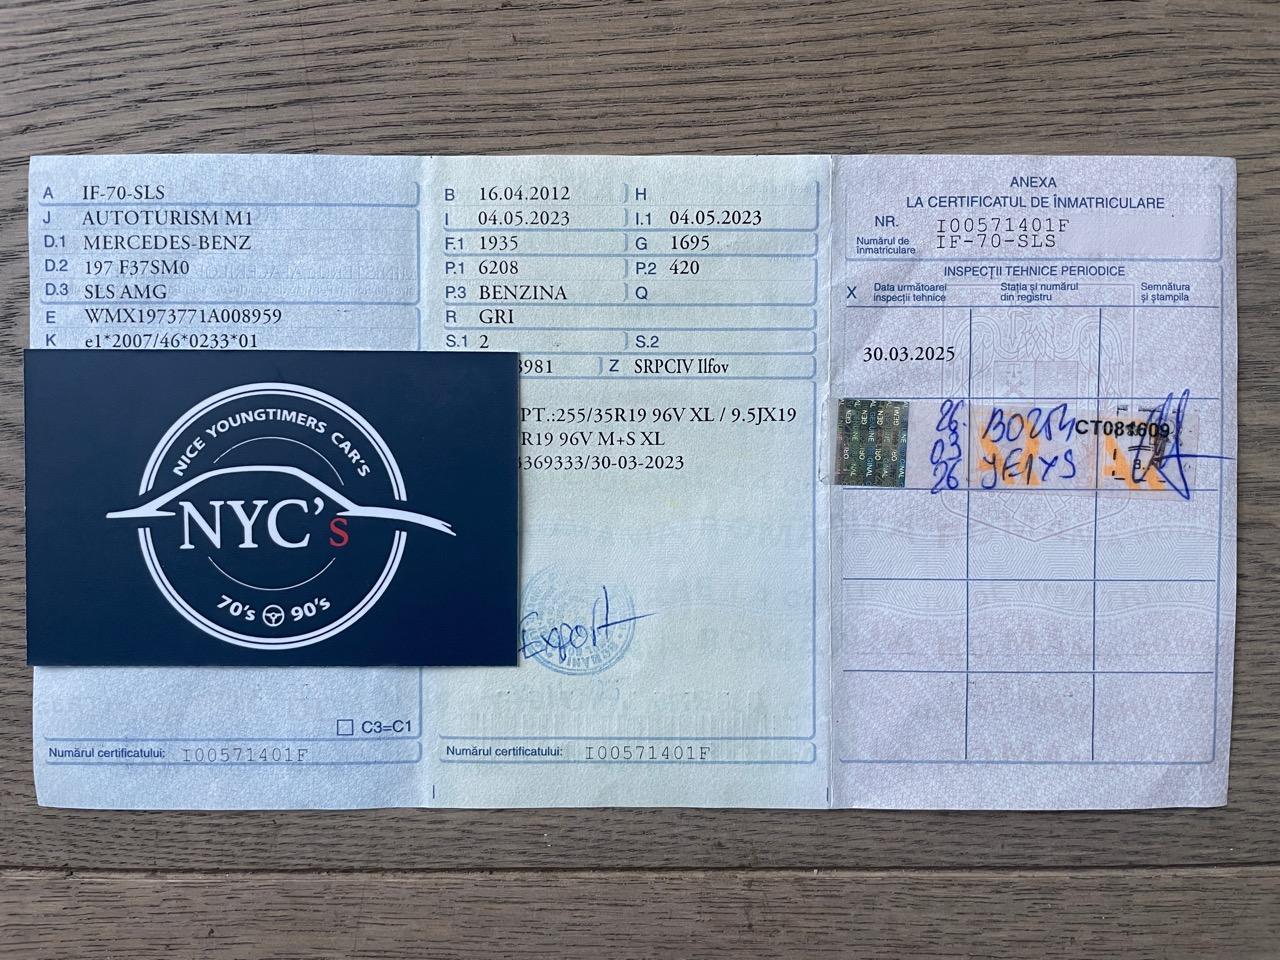 A IF-70-SLS
J AUTOTURISM M1
D.1 MERCEDES-BENZ
D.2 197 F37SM0
D.3 SLS AMG
E WMX1973771A008959
K e1*2007/46*0233*01
NICE YOUNGTIMERS CAR'S
NYC's
70's 90's
C3=C1
Numărul certificatului: I00571401F
B 16.04.2012 H
I 04.05.2023 I.1 04.05.2023
F.1 1935 G 1695
P.1 6208 P.2 420
P.3 BENZINA Q
R GRI
S.1 2 S.2
3981 Z SRPCIV Ilfov
PT.:255/35R19 96V XL / 9.5JX19
R19 96V M+S XL
3369333/30-03-2023
Export
Numărul certificatului: I00571401F
ANEXA
LA CERTIFICATUL DE ÎNMATRICULARE
NR. I00571401F
Numărul de înmatriculare IF-70-SLS
INSPECȚII TEHNICE PERIODICE
X Data următoarei inspecții tehnice
Stația și numărul din registru
Semnătura și ștampila
30.03.2025
26.
03
26
CT081609